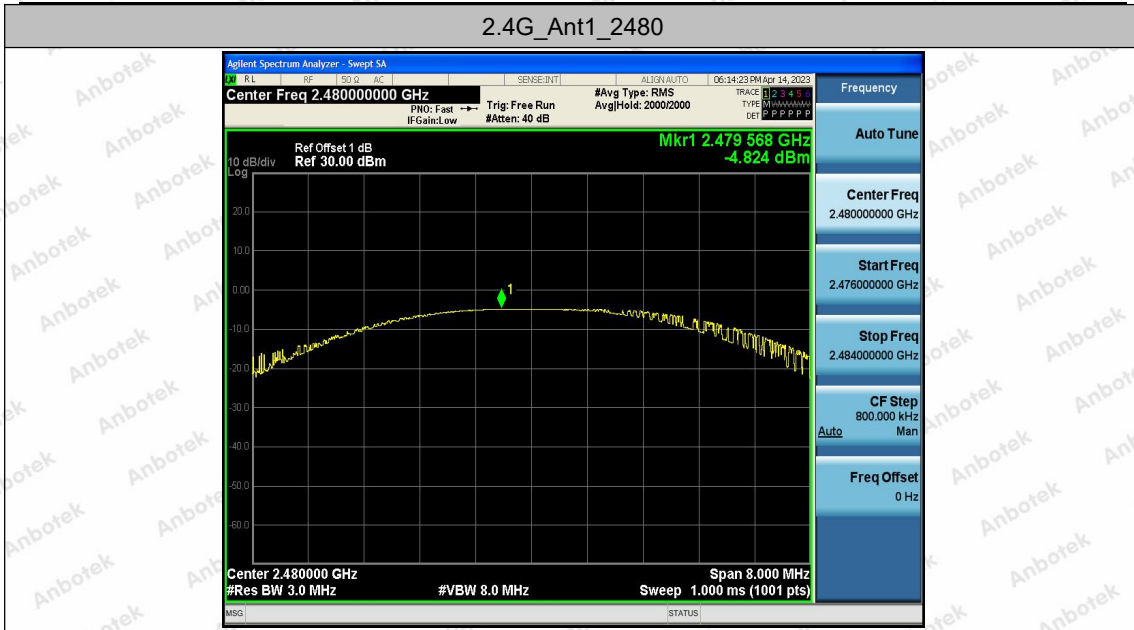 2.4G_Ant1_2480
Agilent Spectrum Analyzer - Swept SA
LXI RL RF 50 Ω AC SENSE:INT ALIGN AUTO 06:14:23 PM Apr 14, 2023
Center Freq 2.480000000 GHz
PNO: Fast
IFGain:Low
Trig: Free Run
#Atten: 40 dB
#Avg Type: RMS
Avg|Hold: 2000/2000
TRACE 1 2 3 4 5 6
TYPE M WWWWW
DET P P P P P P
Ref Offset 1 dB
10 dB/div Ref 30.00 dBm
Log
Mkr1 2.479 568 GHz
-4.824 dBm
1
20.0
10.0
0.00
-10.0
-20.0
-30.0
-40.0
-50.0
-60.0
Center 2.480000 GHz Span 8.000 MHz
#Res BW 3.0 MHz #VBW 8.0 MHz Sweep 1.000 ms (1001 pts)
MSG STATUS
Frequency
Auto Tune
Center Freq
2.480000000 GHz
Start Freq
2.476000000 GHz
Stop Freq
2.484000000 GHz
CF Step
800.000 kHz
Auto Man
Freq Offset
0 Hz
Anbotek